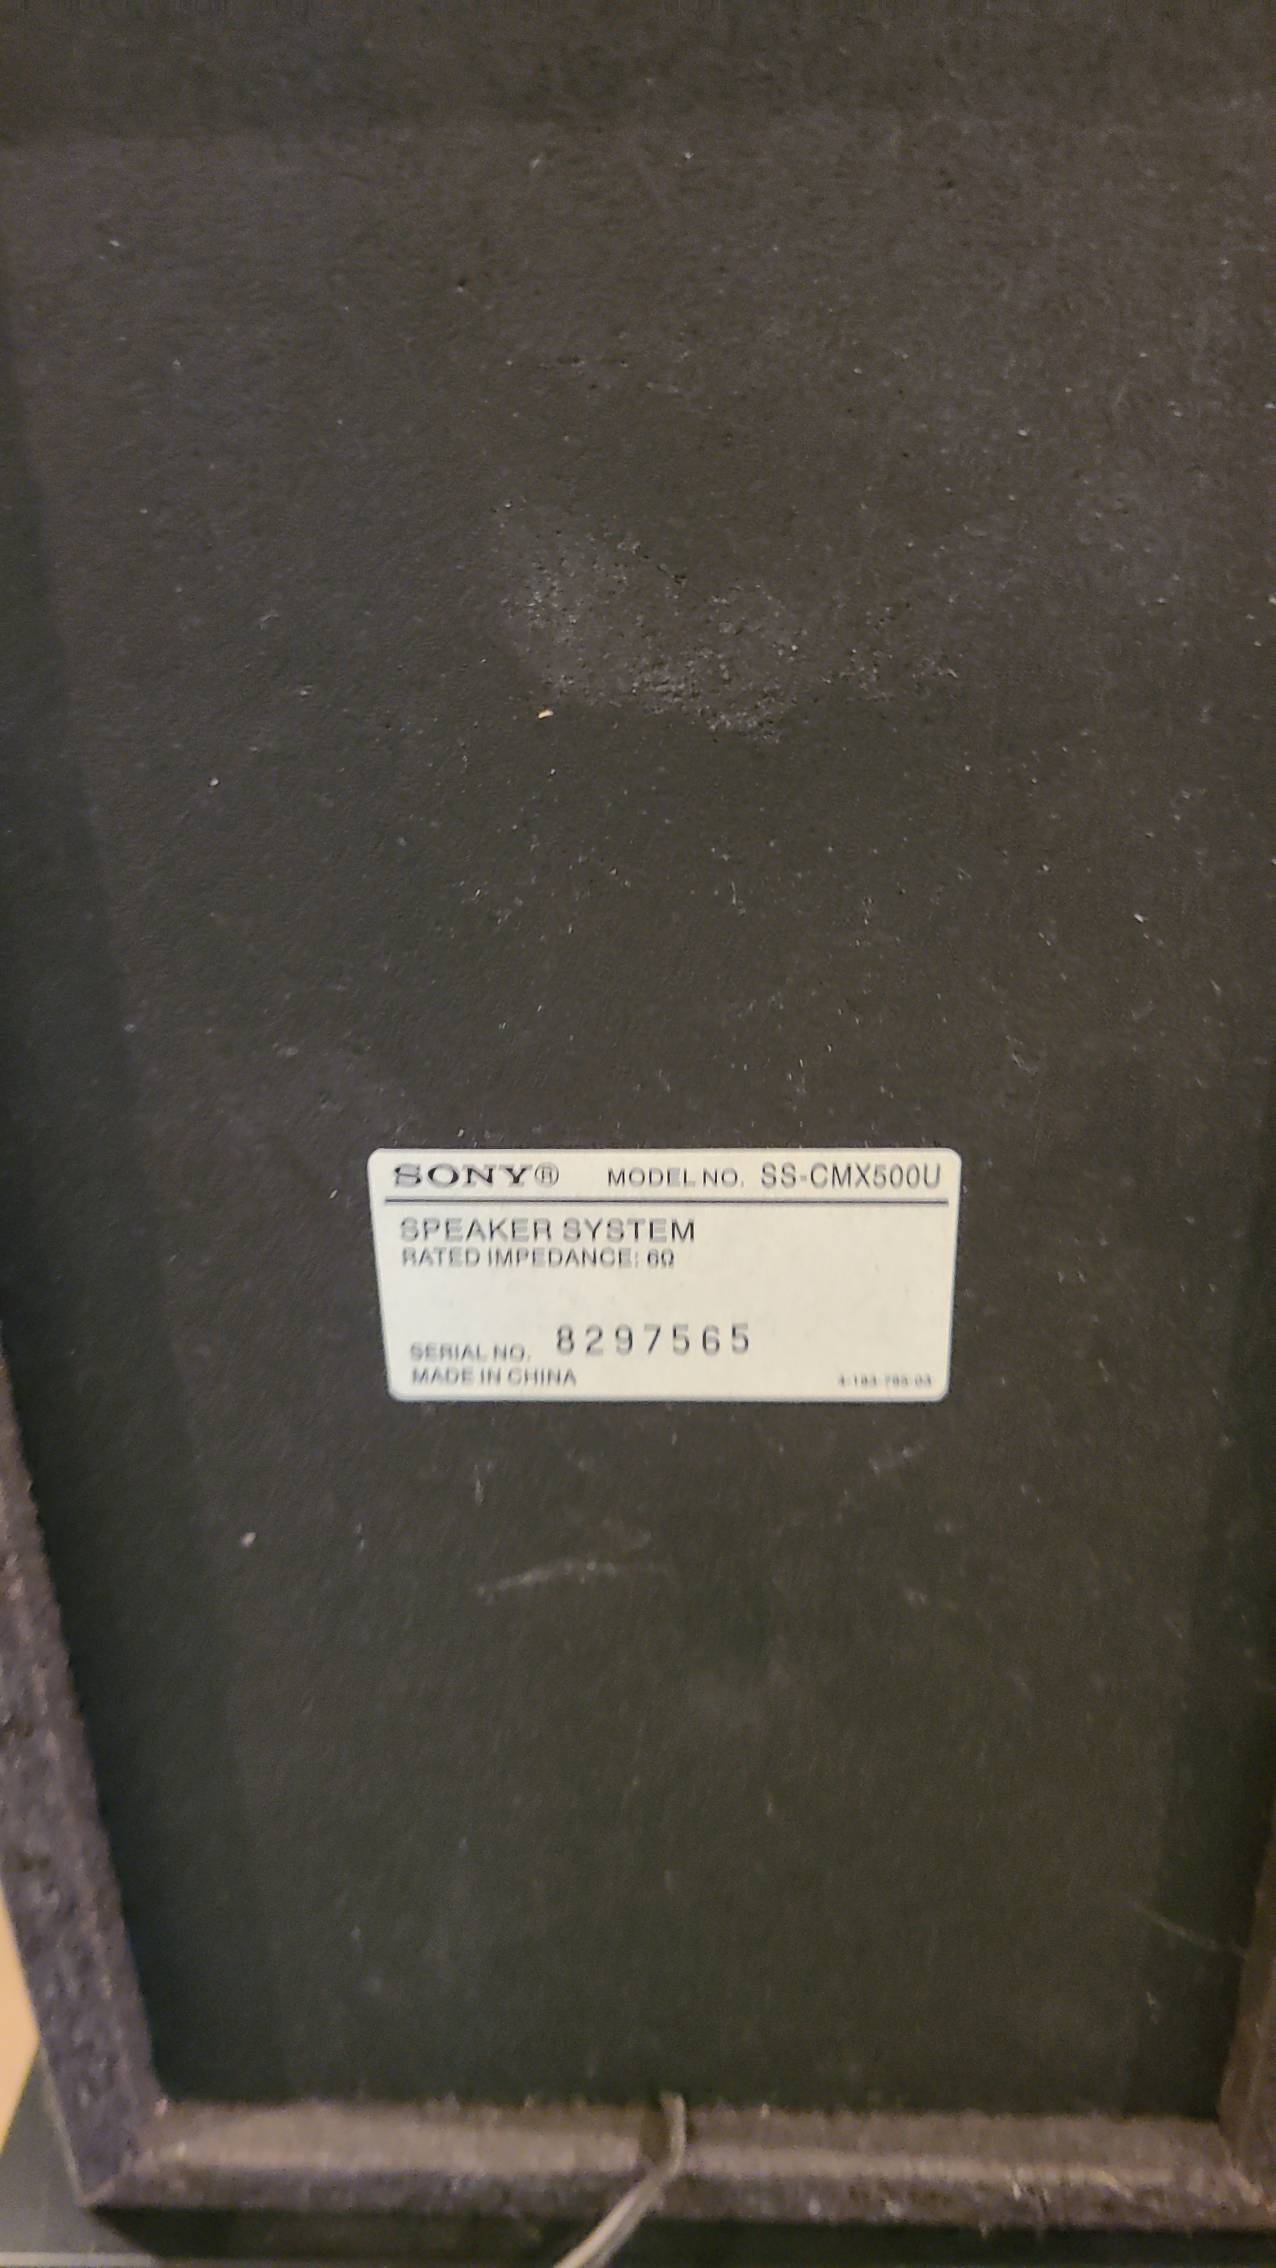 SONY® MODEL NO. SS-CMX500U
SPEAKER SYSTEM
RATED IMPEDANCE: 6Ω
SERIAL NO. 8297565
MADE IN CHINA